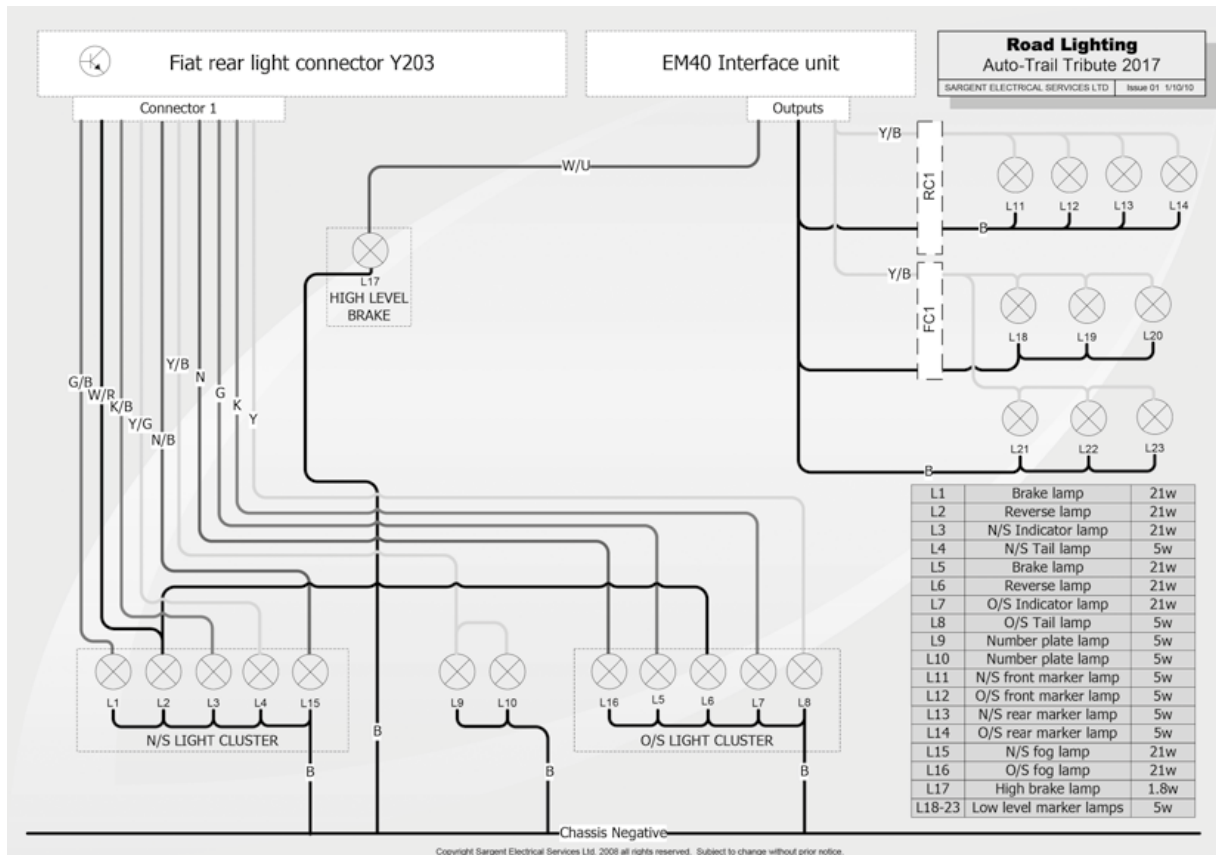 Fiat rear light connector Y203
EM40 Interface unit
Road Lighting
Auto-Trail Tribute 2017
SARGENT ELECTRICAL SERVICES LTD
Issue 01 1/10/10
Connector 1
Outputs
Y/B
W/U
RC1
L11
L12
L13
L14
B
L17
HIGH LEVEL
BRAKE
Y/B
FC1
L18
L19
L20
G/B
W/R
K/B
Y/G
N/B
Y/B
N
G
K
Y
L21
L22
L23
B
L1 Brake lamp 21w
L2 Reverse lamp 21w
L3 N/S Indicator lamp 21w
L4 N/S Tail lamp 5w
L5 Brake lamp 21w
L6 Reverse lamp 21w
L7 O/S Indicator lamp 21w
L8 O/S Tail lamp 5w
L9 Number plate lamp 5w
L10 Number plate lamp 5w
L11 N/S front marker lamp 5w
L12 O/S front marker lamp 5w
L13 N/S rear marker lamp 5w
L14 O/S rear marker lamp 5w
L15 N/S fog lamp 21w
L16 O/S fog lamp 21w
L17 High brake lamp 1.8w
L18-23 Low level marker lamps 5w
L1
L2
L3
L4
L15
N/S LIGHT CLUSTER
L9
L10
L16
L5
L6
L7
L8
O/S LIGHT CLUSTER
B
B
B
B
Chassis Negative
Copyright Sargent Electrical Services Ltd. 2008 all rights reserved. Subject to change without prior notice.